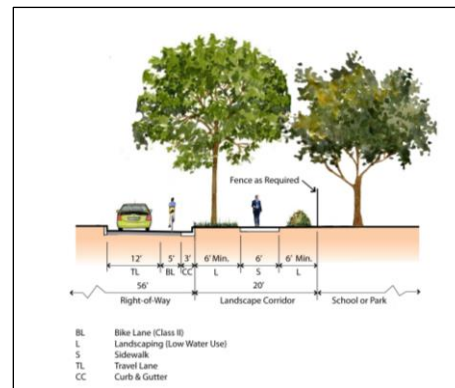 Fence as Required
12' 5' 3' 6' Min. 6' 6' Min.
TL BL CC L S L
56' 20'
Right-of-Way Landscape Corridor School or Park
BL Bike Lane (Class II)
L Landscaping (Low Water Use)
S Sidewalk
TL Travel Lane
CC Curb & Gutter